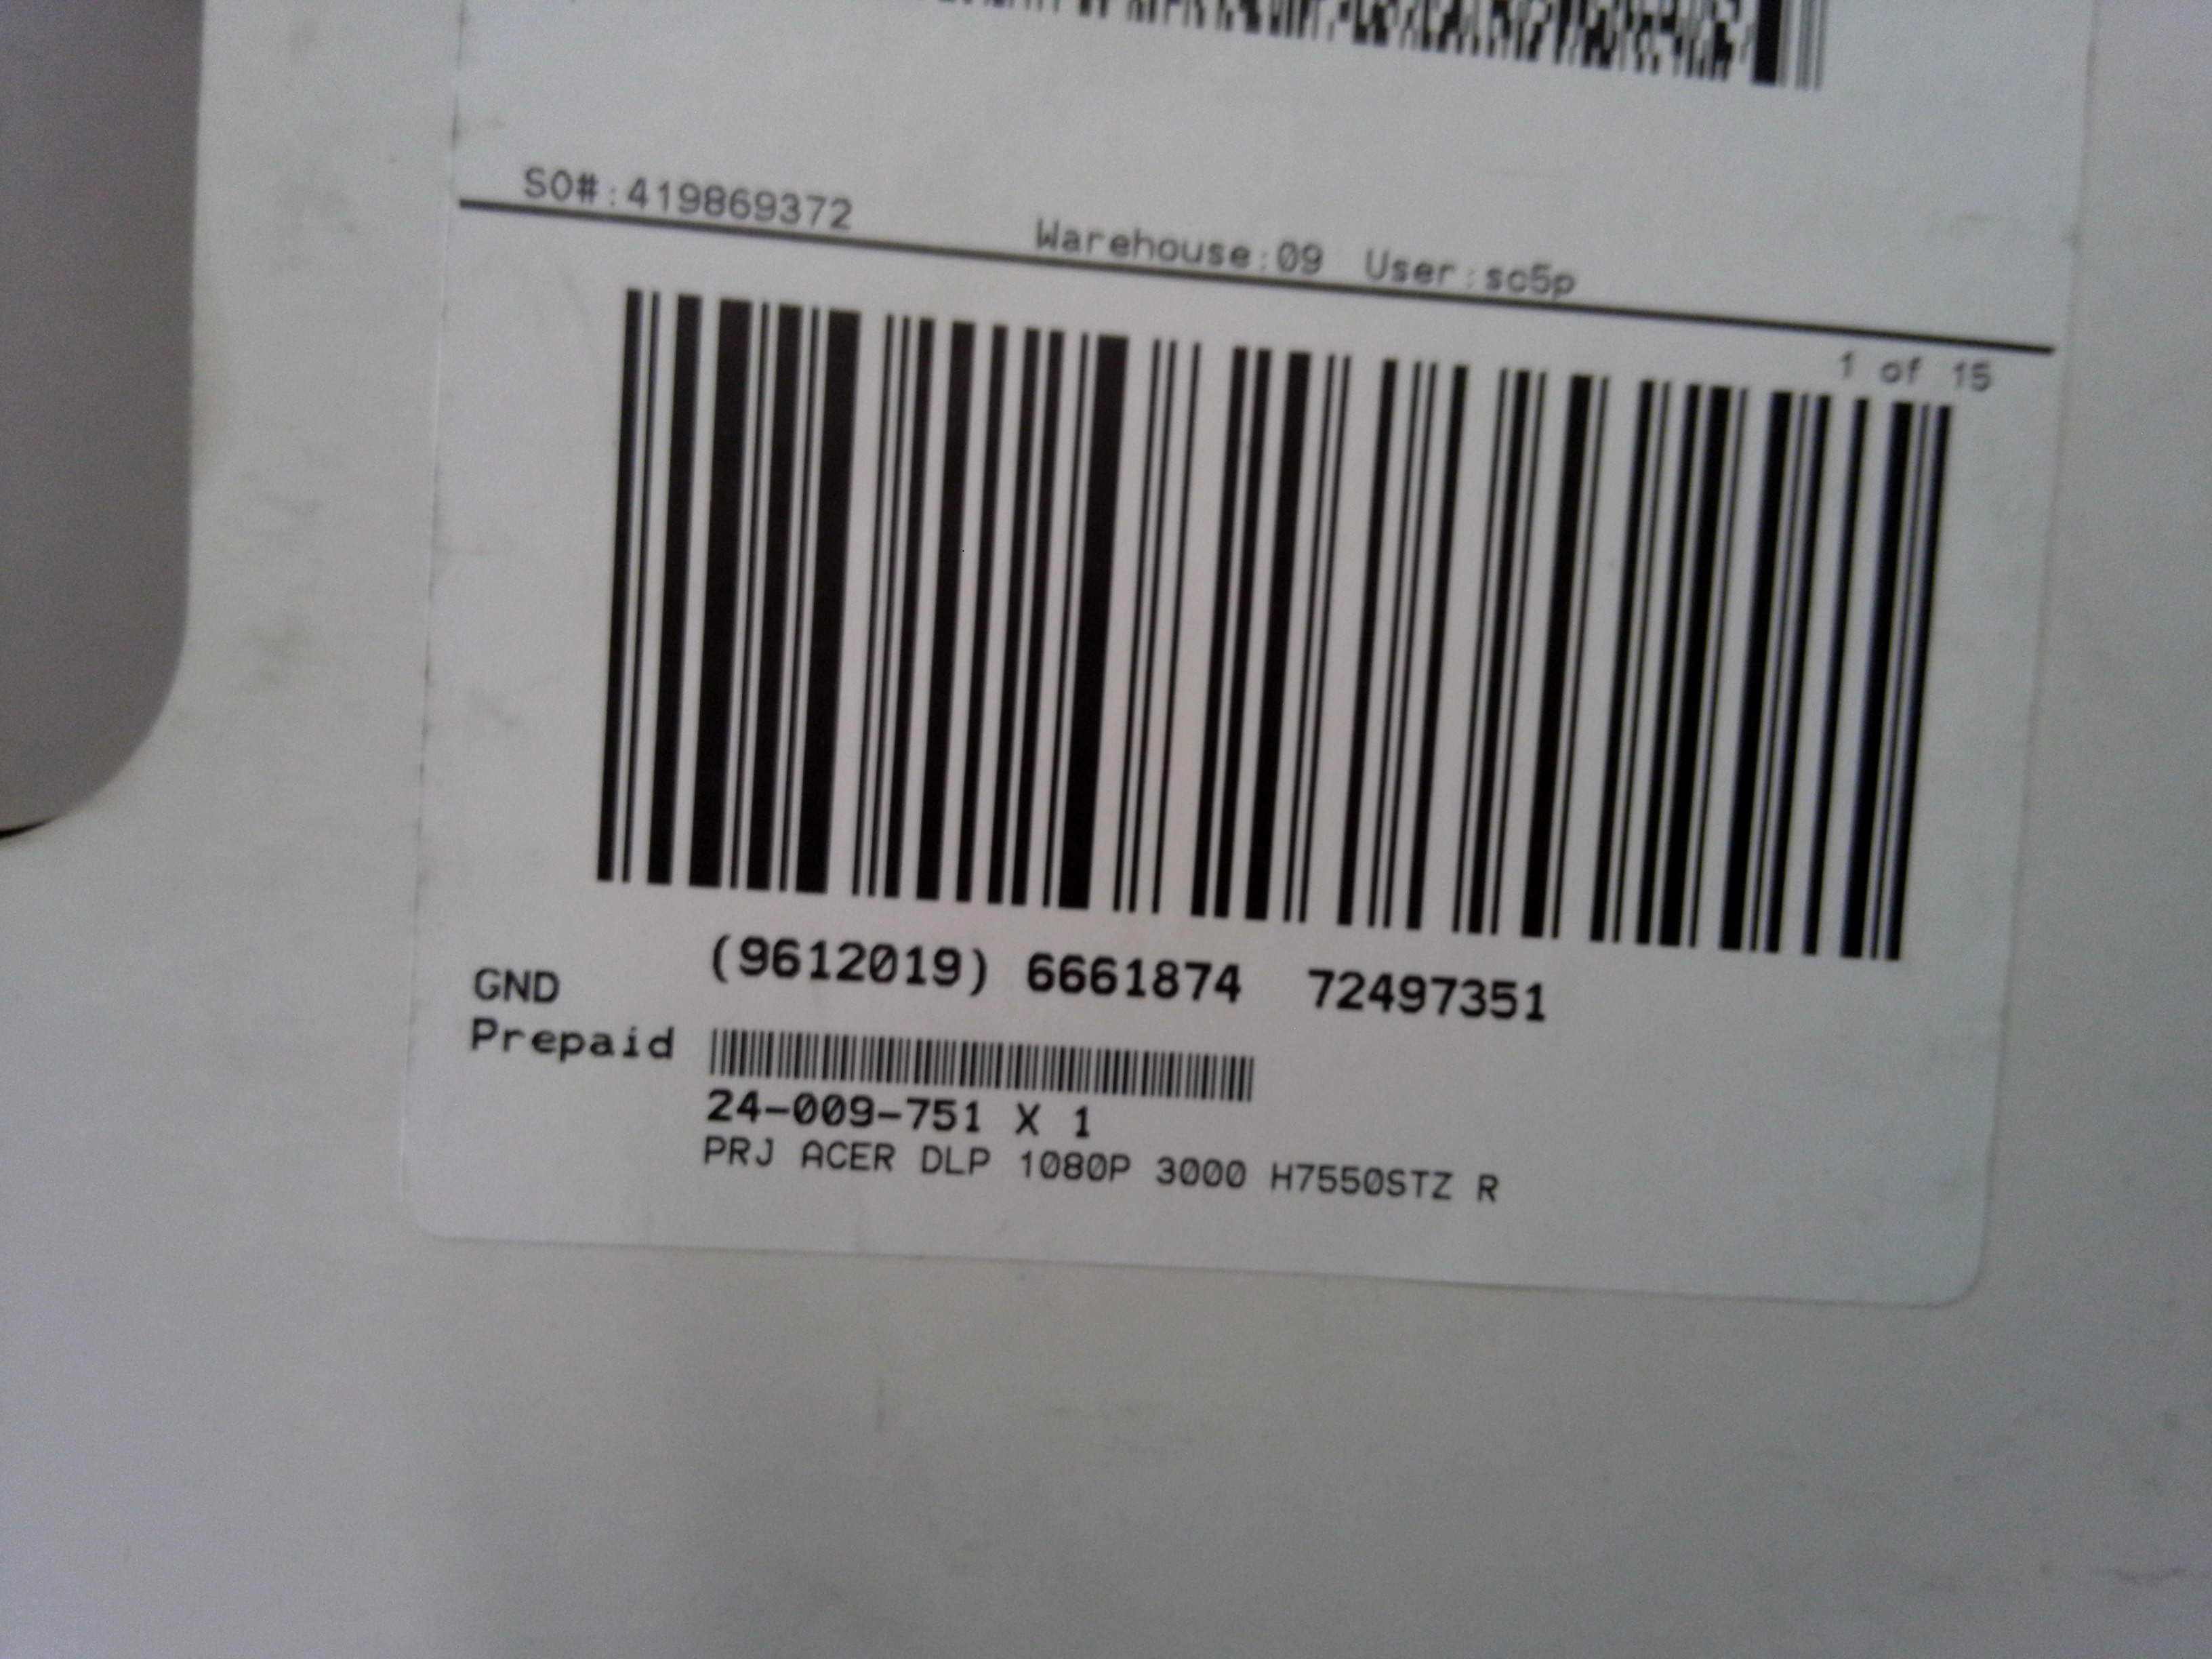 SO#:419869372 Warehouse:09 User:sc5p
1 of 15
(9612019) 6661874 72497351
GND
Prepaid
24-009-751 X 1
PRJ ACER DLP 1080P 3000 H7550STZ R